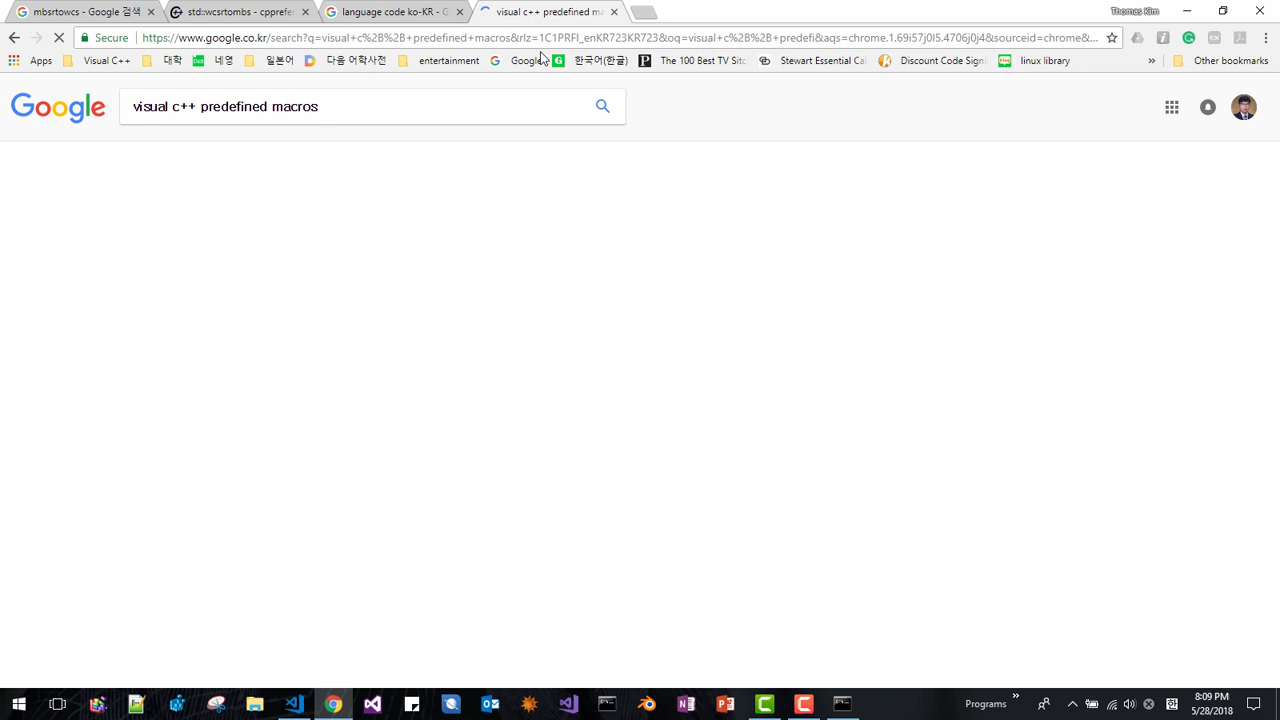 mbsrtowcs - Google 검색
std::wcsrtombs - cpprefe
language code ko-KR - G
visual c++ predefined ma
Thomas Kim
Secure
https://www.google.co.kr/search?q=visual+c%2B%2B+predefined+macros&rlz=1C1PRFI_enKR723KR723&oq=visual+c%2B%2B+predefi&aqs=chrome.1.69i57j0l5.4706j0j4&sourceid=chrome&...
Apps
Visual C++
대학
네영
일본어
다음 어학사전
entertainment
Google
한국어(한글)
The 100 Best TV Sitc
Stewart Essential Cal
Discount Code Signi
linux library
»
Other bookmarks
Google
visual c++ predefined macros
Programs
»
8:09 PM
5/28/2018